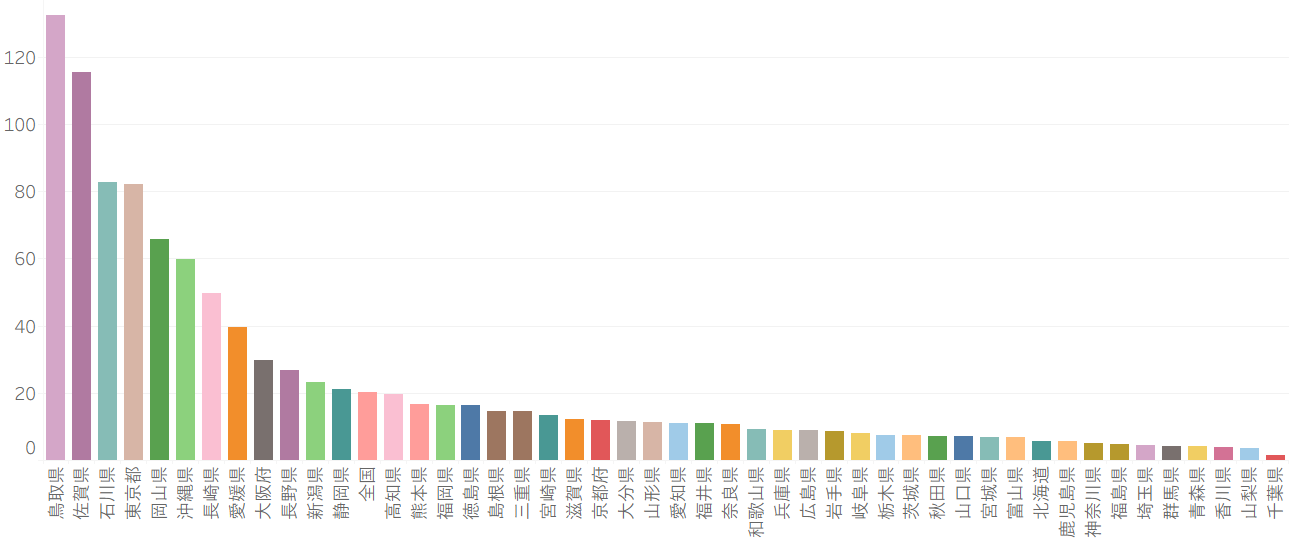 120
100
80
60
40
20
0
鳥取県
佐賀県
石川県
東京都
岡山県
沖縄県
長崎県
愛媛県
大阪府
長野県
新潟県
静岡県
全国
高知県
熊本県
福岡県
徳島県
島根県
三重県
宮崎県
滋賀県
京都府
大分県
山形県
愛知県
福井県
奈良県
和歌山県
兵庫県
広島県
岩手県
岐阜県
栃木県
茨城県
秋田県
山口県
宮城県
富山県
北海道
鹿児島県
神奈川県
福島県
埼玉県
群馬県
青森県
香川県
山梨県
千葉県